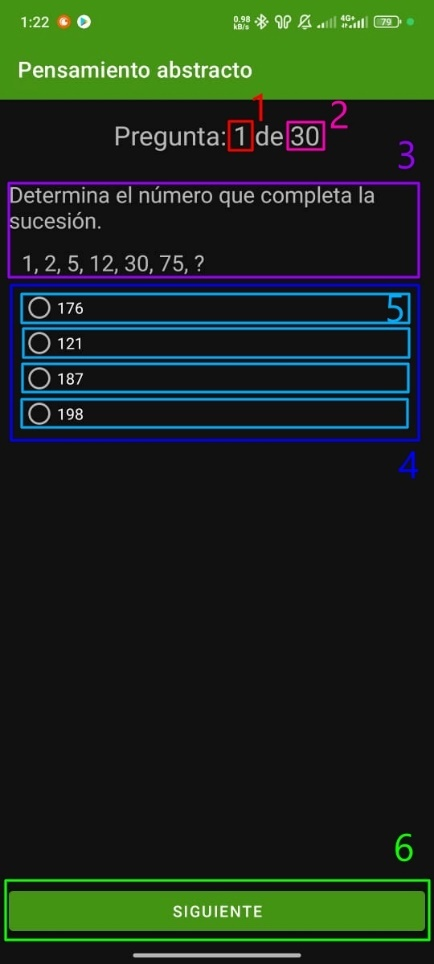 1:22 0.98 kB/s 4G+ 79
Pensamiento abstracto
1 2
Pregunta: 1 de 30
3
Determina el número que completa la
sucesión.
1, 2, 5, 12, 30, 75, ?
176 5
121
187
198
4
6
SIGUIENTE